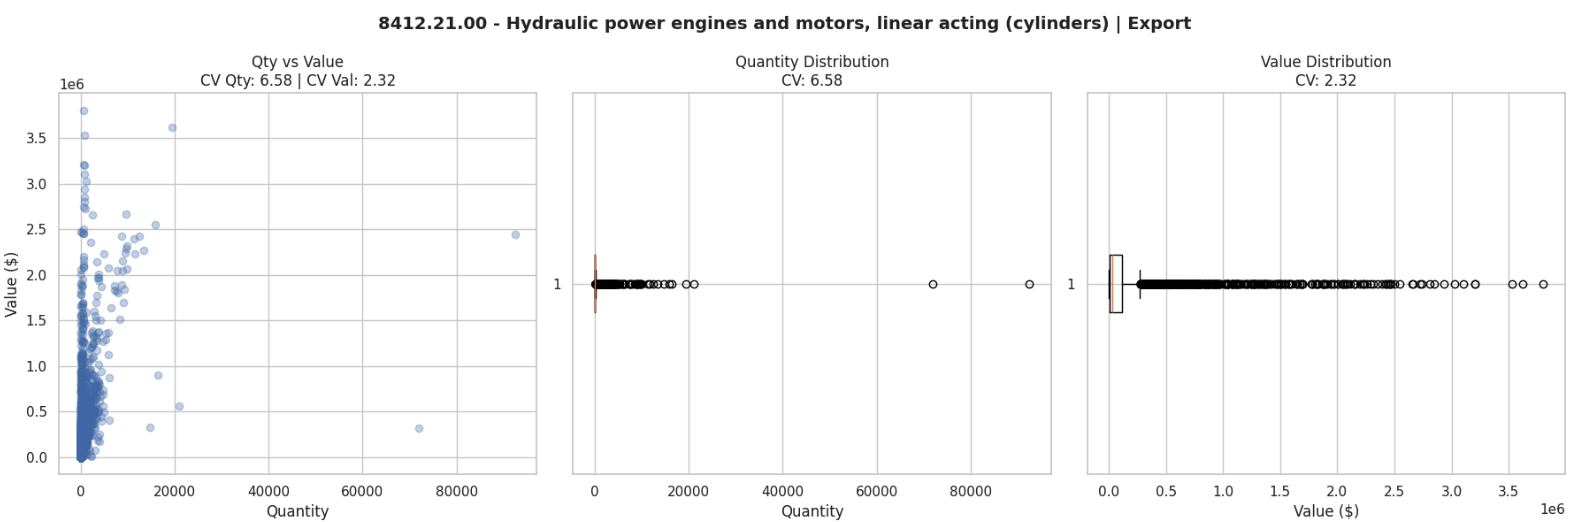 8412.21.00 - Hydraulic power engines and motors, linear acting (cylinders) | Export
Qty vs Value
CV Qty: 6.58 | CV Val: 2.32
1e6
3.5
3.0
2.5
2.0
1.5
1.0
0.5
0.0
Value ($)
0 20000 40000 60000 80000
Quantity
Quantity Distribution
CV: 6.58
1
0 20000 40000 60000 80000
Quantity
Value Distribution
CV: 2.32
1
0.0 0.5 1.0 1.5 2.0 2.5 3.0 3.5
1e6
Value ($)